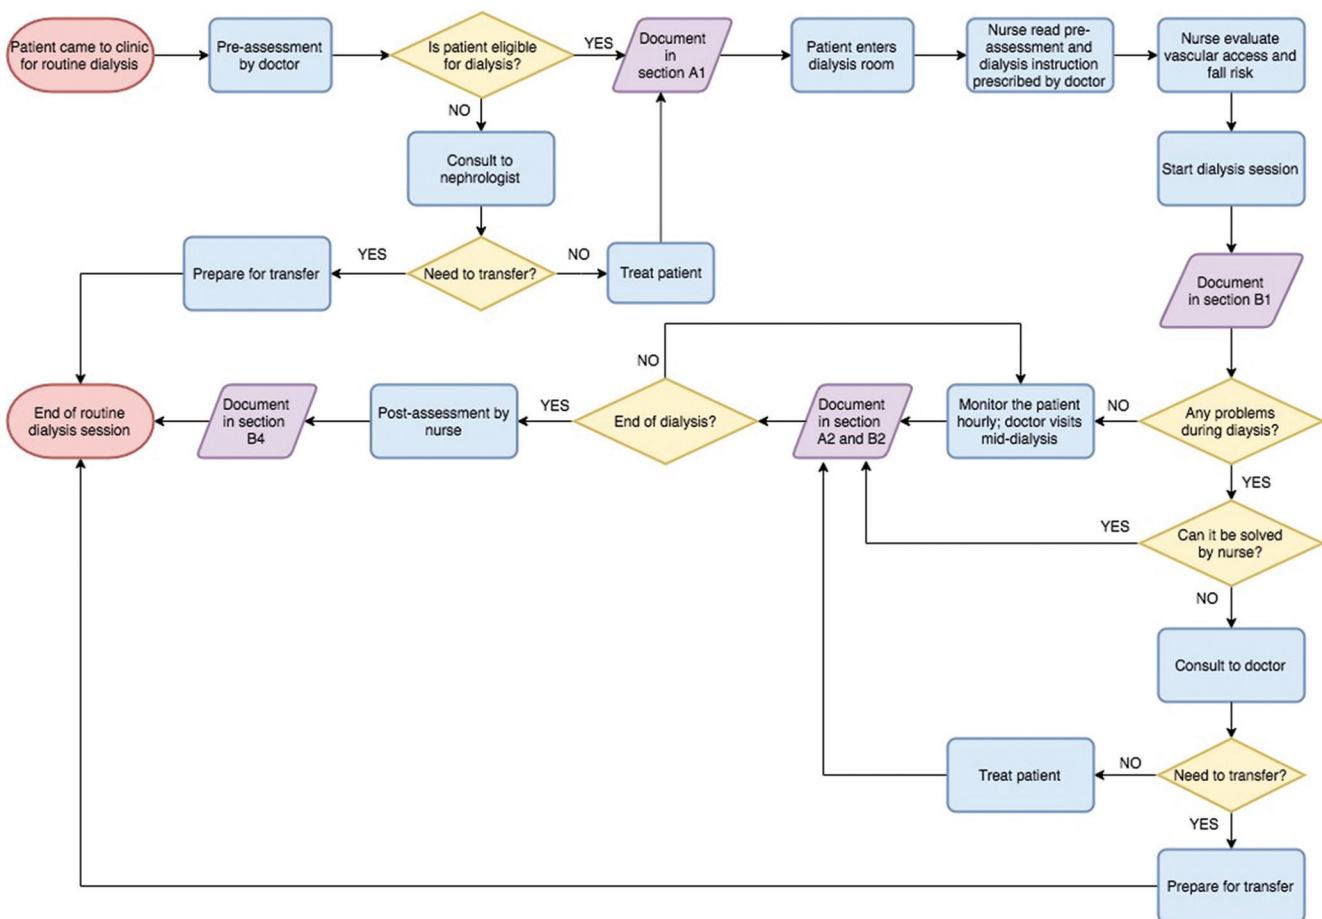 Patient came to clinic
for routine dialysis
Pre-assessment
by doctor
Is patient eligible
for dialysis?
YES
Document
in
section A1
Patient enters
dialysis room
Nurse read pre-
assessment and
dialysis instruction
prescribed by doctor
Nurse evaluate
vascular access and
fall risk
NO
Consult to
nephrologist
Start dialysis session
Prepare for transfer
YES
Need to transfer?
NO
Treat patient
Document
in section B1
NO
End of routine
dialysis session
Document
in section
B4
Post-assessment by
nurse
YES
End of dialysis?
Document
in section
A2 and B2
Monitor the patient
hourly; doctor visits
mid-dialysis
NO
Any problems
during diaysis?
YES
YES
Can it be solved
by nurse?
NO
Consult to doctor
Treat patient
NO
Need to transfer?
YES
Prepare for transfer